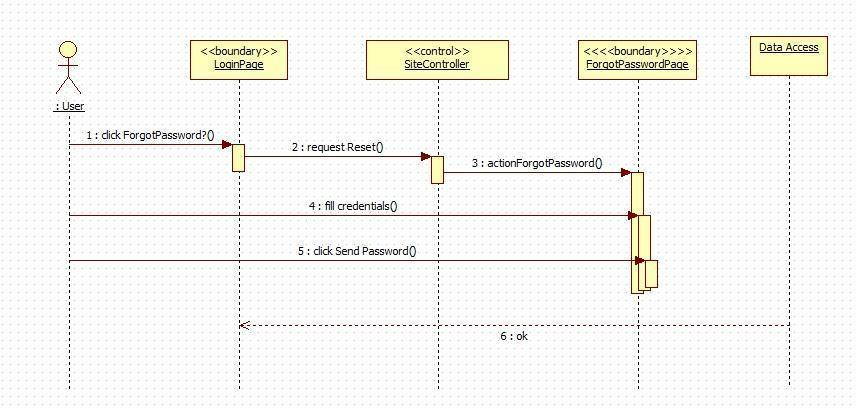 <<boundary>>
LoginPage
<<control>>
SiteController
<<<<boundary>>>>
ForgotPasswordPage
Data Access
: User
1 : click ForgotPassword?()
2 : request Reset()
3 : actionForgotPassword()
4 : fill credentials()
5 : click Send Password()
6 : ok